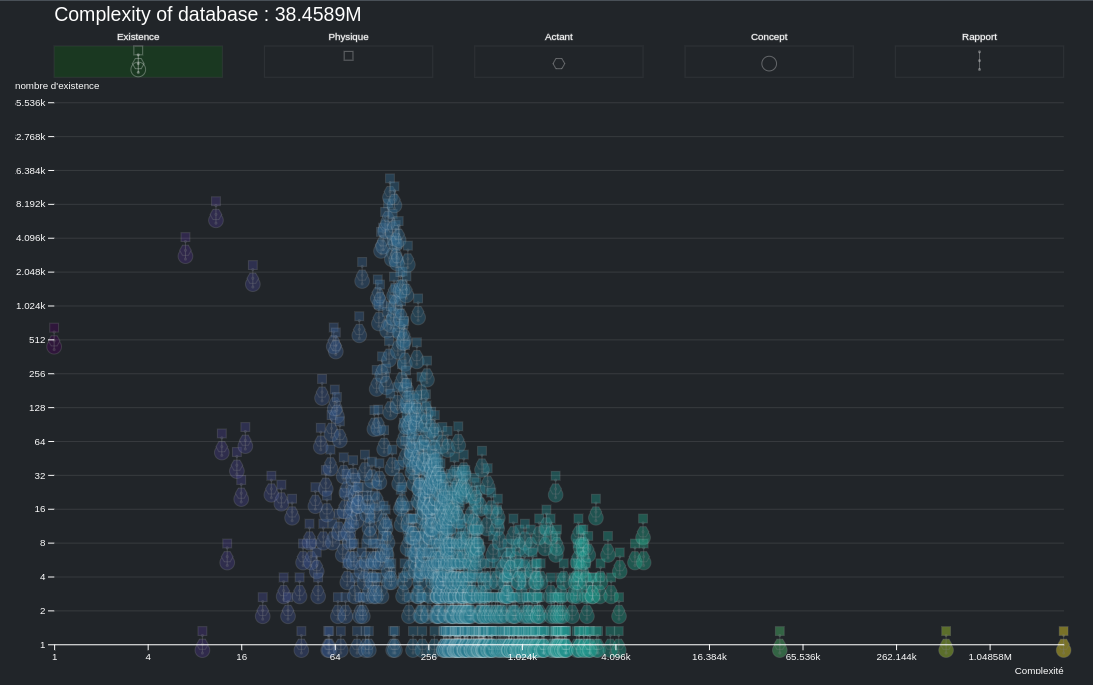 Complexity of database : 38.4589M
Existence
Physique
Actant
Concept
Rapport
nombre d'existence
5.536k
2.768k
6.384k
8.192k
4.096k
2.048k
1.024k
512
256
128
64
32
16
8
4
2
1
1 4 16 64 256 1.024k 4.096k 16.384k 65.536k 262.144k 1.04858M
Complexité